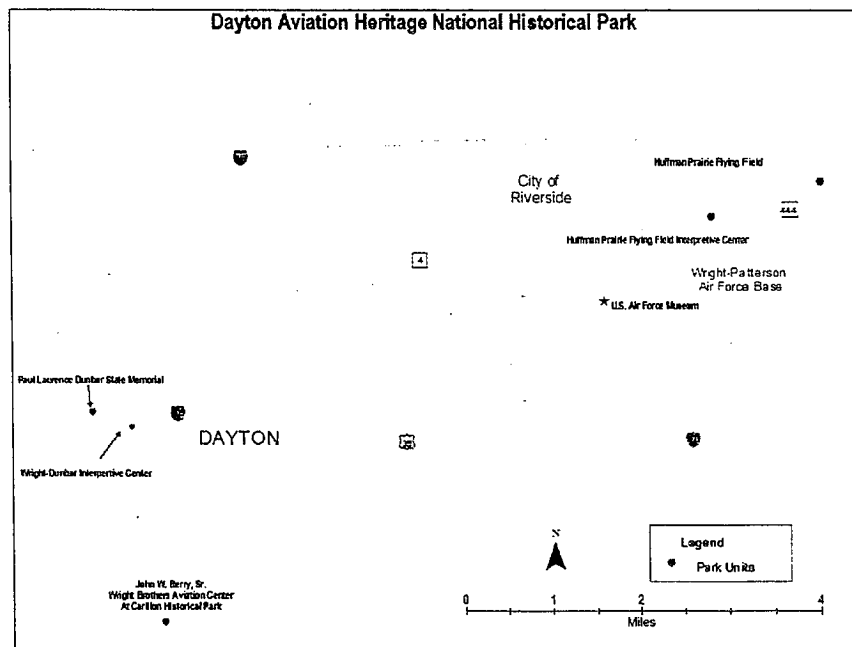 Dayton Aviation Heritage National Historical Park
Huffman Prairie Flying Field
City of
Riverside
444
Huffman Prairie Flying Field Interpretive Center
4
Wright-Patterson
Air Force Base
U.S. Air Force Museum
Paul Laurence Dunbar State Memorial
DAYTON
Wright-Dunbar Interpertive Center
N
Legend
Park Units
John W. Berry, Sr.
Wright Brothers Aviation Center
At Carillon Historical Park
0 1 2 4
Miles